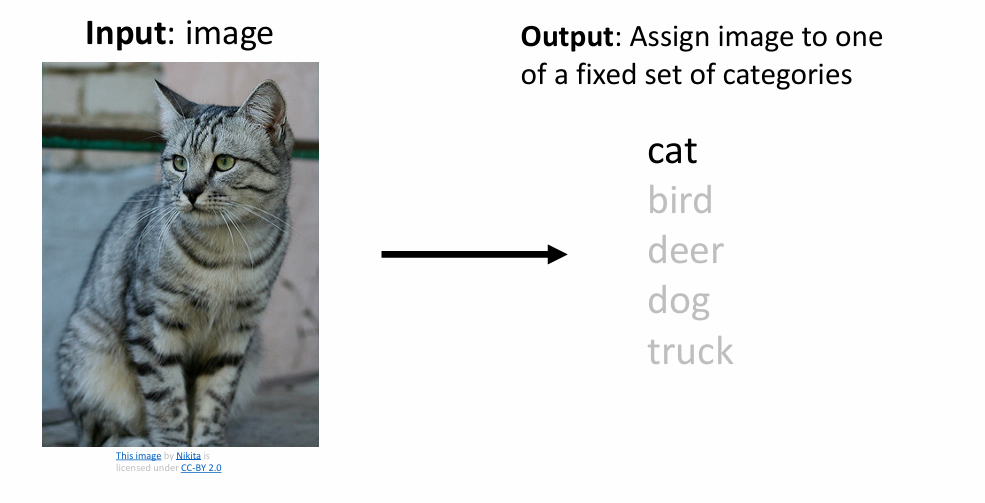 Input: image
Output: Assign image to one
of a fixed set of categories
cat
bird
deer
dog
truck
This image by Nikita is
licensed under CC-BY 2.0